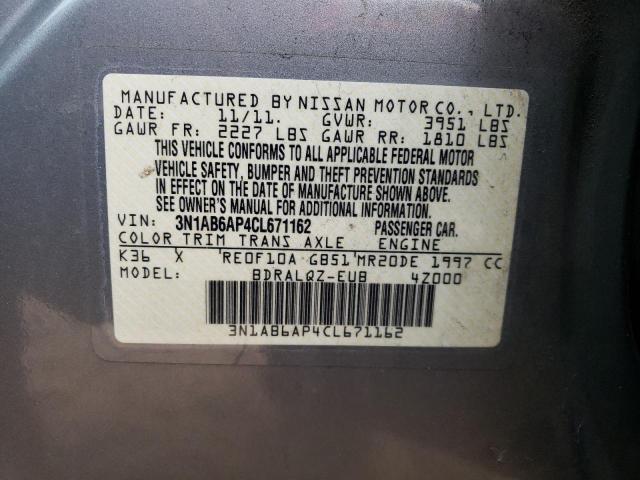 MANUFACTURED BY NISSAN MOTOR CO., LTD.
DATE: 11/11. GVWR: 3951 LBS
GAWR FR: 2227 LBS GAWR RR: 1810 LBS
THIS VEHICLE CONFORMS TO ALL APPLICABLE FEDERAL MOTOR
VEHICLE SAFETY, BUMPER AND THEFT PREVENTION STANDARDS
IN EFFECT ON THE DATE OF MANUFACTURE SHOWN ABOVE.
SEE OWNER'S MANUAL FOR ADDITIONAL INFORMATION.
VIN: 3N1AB6AP4CL671162 PASSENGER CAR.
COLOR TRIM TRANS AXLE ENGINE
K36 X RE0F10A GB51 MR20DE 1997 CC
MODEL: BDRALQZ-EUB 4Z000
3N1AB6AP4CL671162